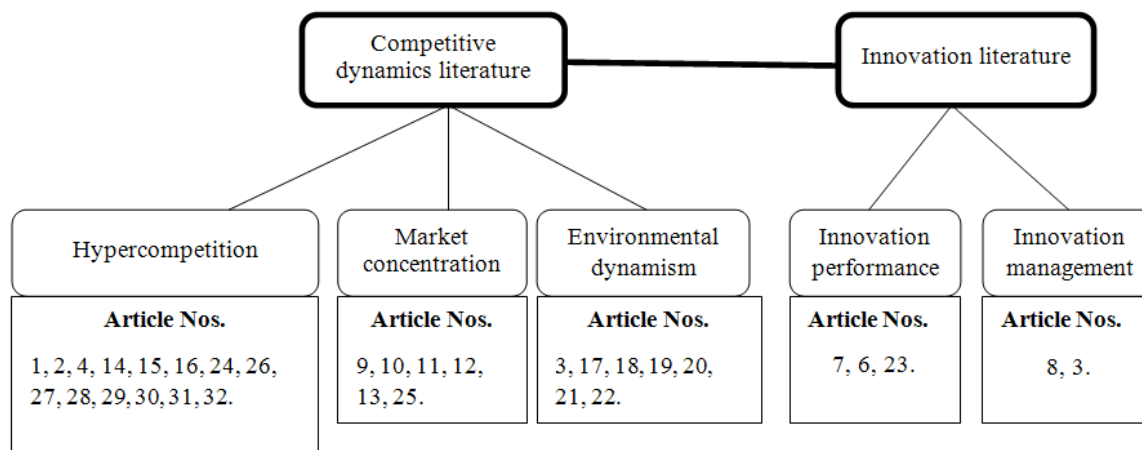 Competitive
dynamics literature
Innovation literature
Hypercompetition
Market
concentration
Environmental
dynamism
Innovation
performance
Innovation
management
Article Nos.
1, 2, 4, 14, 15, 16, 24, 26,
27, 28, 29, 30, 31, 32.
Article Nos.
9, 10, 11, 12,
13, 25.
Article Nos.
3, 17, 18, 19, 20,
21, 22.
Article Nos.
7, 6, 23.
Article Nos.
8, 3.